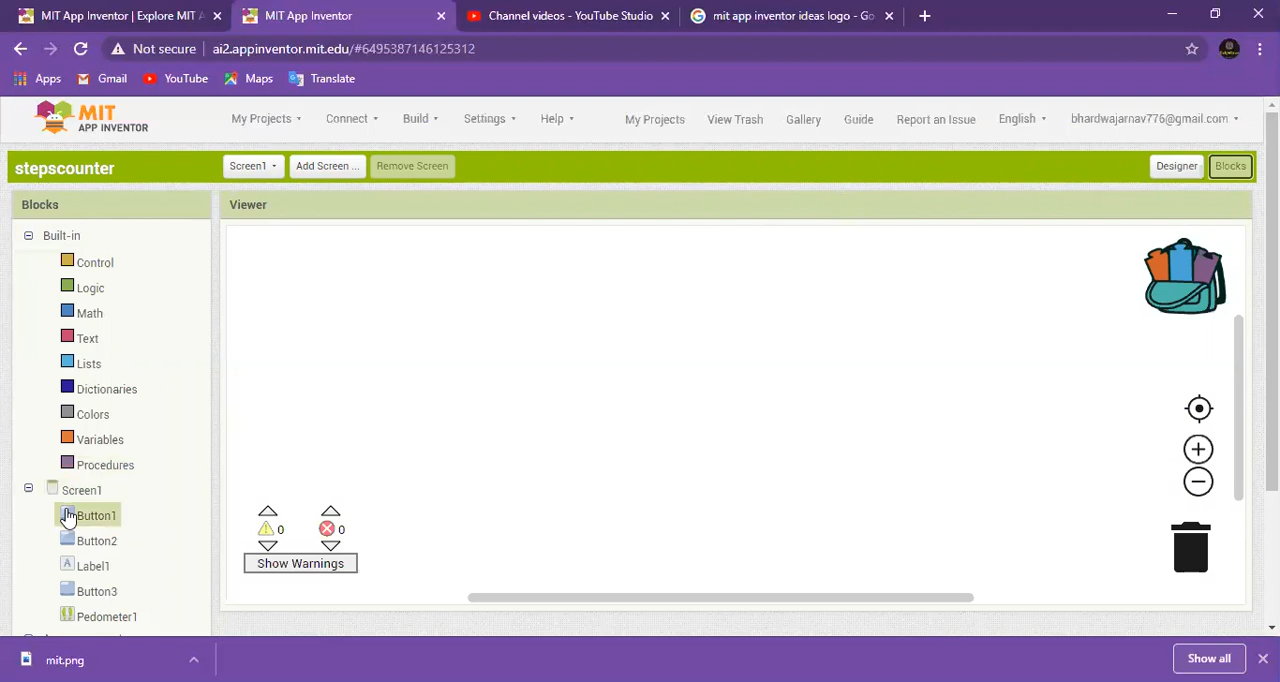 MIT App Inventor | Explore MIT A
MIT App Inventor
Channel videos - YouTube Studio
mit app inventor ideas logo - Go
Not secure
ai2.appinventor.mit.edu/#6495387146125312
Apps
Gmail
YouTube
Maps
Translate
MIT
APP INVENTOR
My Projects
Connect
Build
Settings
Help
My Projects
View Trash
Gallery
Guide
Report an Issue
English
bhardwajarnav776@gmail.com
stepscounter
Screen1
Add Screen ...
Remove Screen
Designer
Blocks
Blocks
Viewer
Built-in
Control
Logic
Math
Text
Lists
Dictionaries
Colors
Variables
Procedures
Screen1
Button1
Button2
Label1
Button3
Pedometer1
0
0
Show Warnings
mit.png
Show all